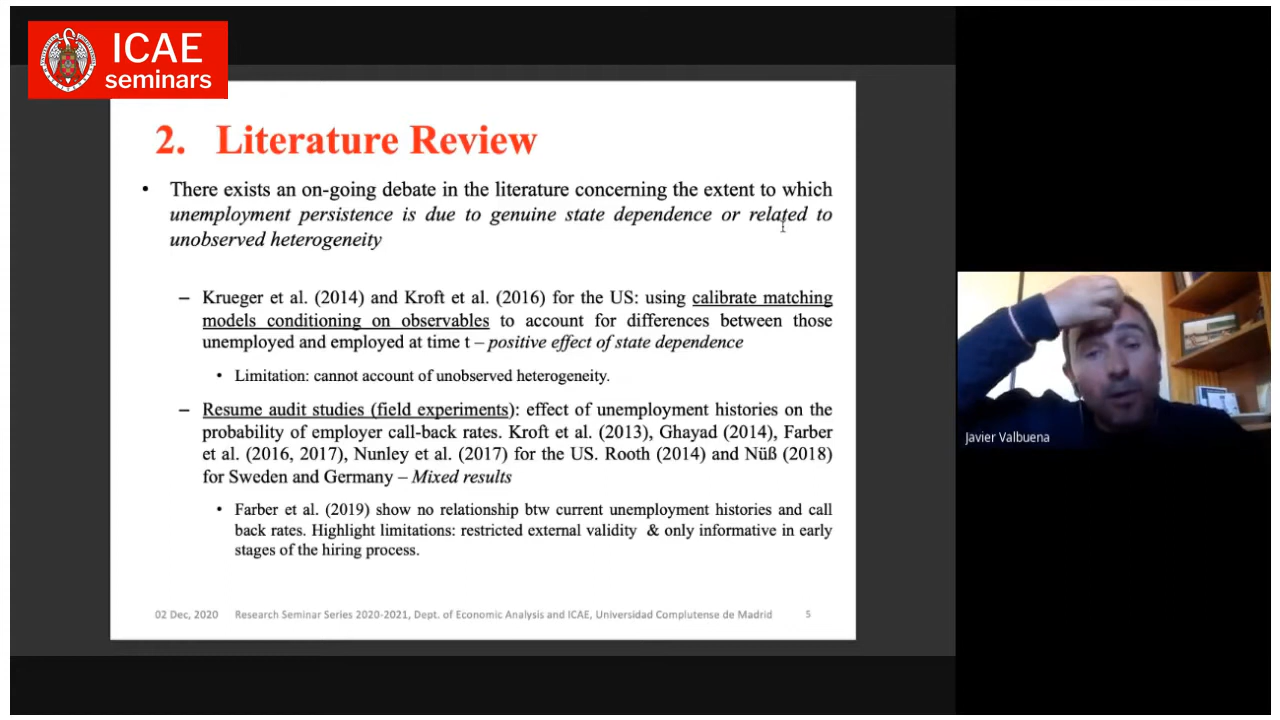 ICAE
seminars
2. Literature Review
• There exists an on-going debate in the literature concerning the extent to which
unemployment persistence is due to genuine state dependence or related to
unobserved heterogeneity
– Krueger et al. (2014) and Kroft et al. (2016) for the US: using calibrate matching
models conditioning on observables to account for differences between those
unemployed and employed at time t – positive effect of state dependence
• Limitation: cannot account of unobserved heterogeneity.
– Resume audit studies (field experiments): effect of unemployment histories on the
probability of employer call-back rates. Kroft et al. (2013), Ghayad (2014), Farber
et al. (2016, 2017), Nunley et al. (2017) for the US. Rooth (2014) and Nüß (2018)
for Sweden and Germany – Mixed results
• Farber et al. (2019) show no relationship btw current unemployment histories and call
back rates. Highlight limitations: restricted external validity & only informative in early
stages of the hiring process.
02 Dec, 2020 Research Seminar Series 2020-2021, Dept. of Economic Analysis and ICAE, Universidad Complutense de Madrid 5
Javier Valbuena